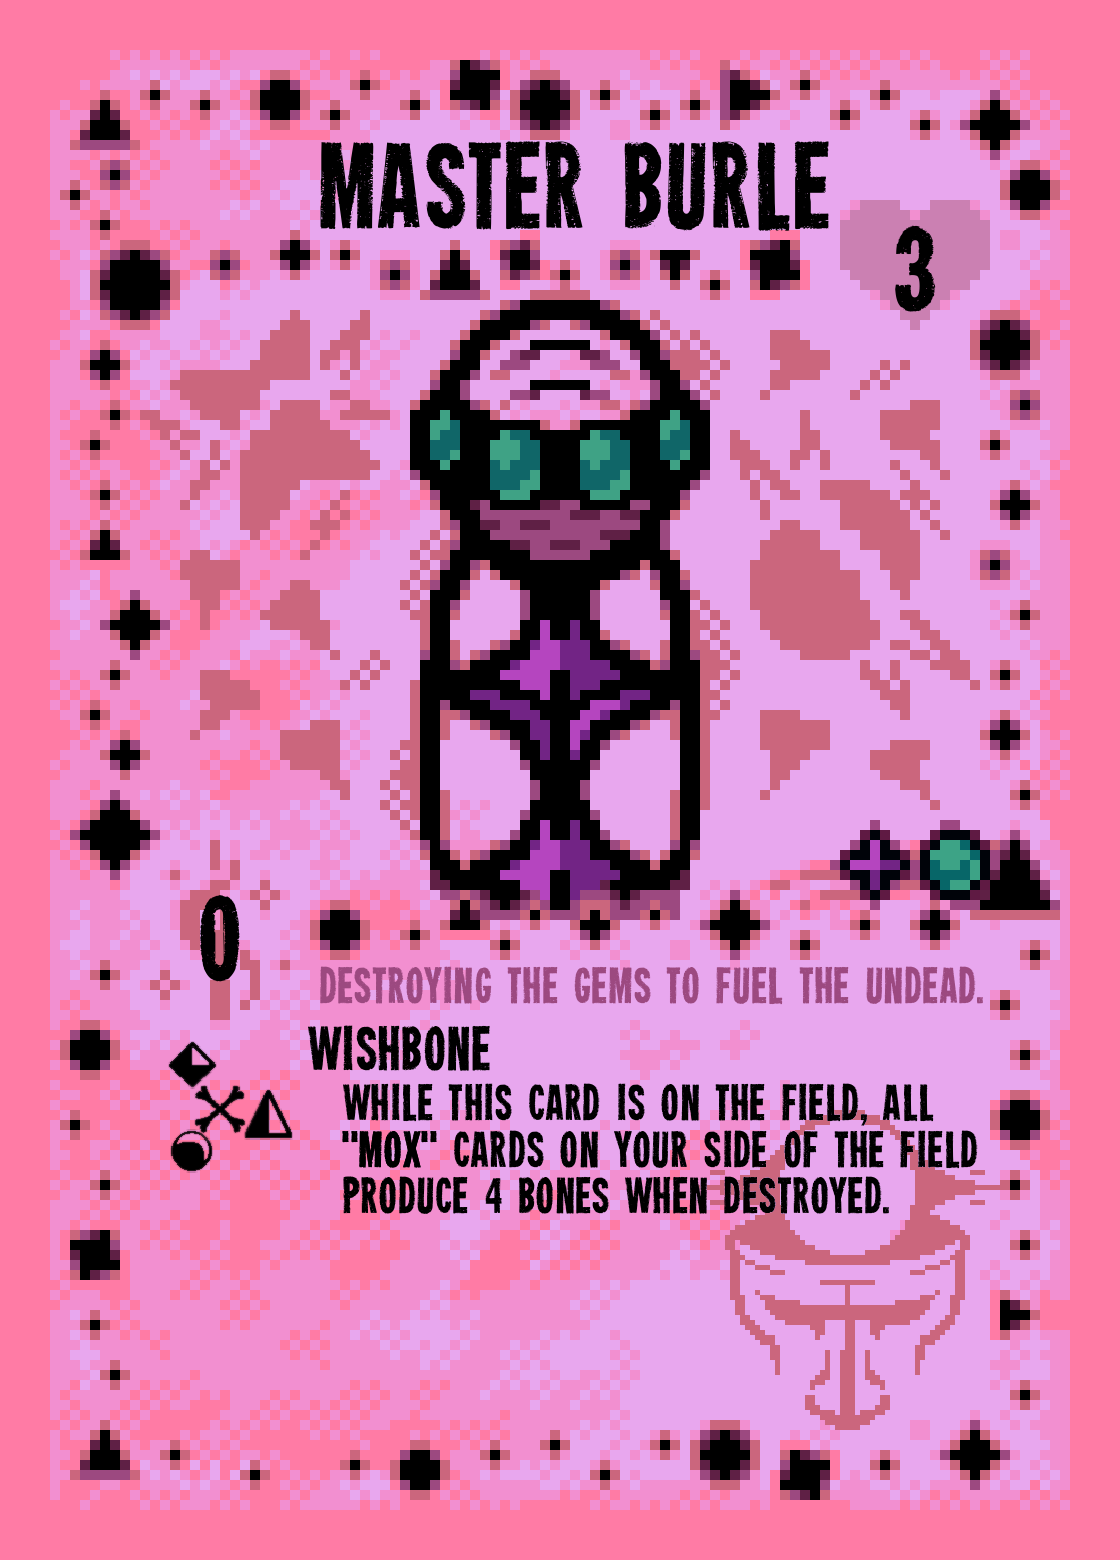 MASTER BURLE
3
0
DESTROYING THE GEMS TO FUEL THE UNDEAD.
WISHBONE
WHILE THIS CARD IS ON THE FIELD, ALL
"MOX" CARDS ON YOUR SIDE OF THE FIELD
PRODUCE 4 BONES WHEN DESTROYED.